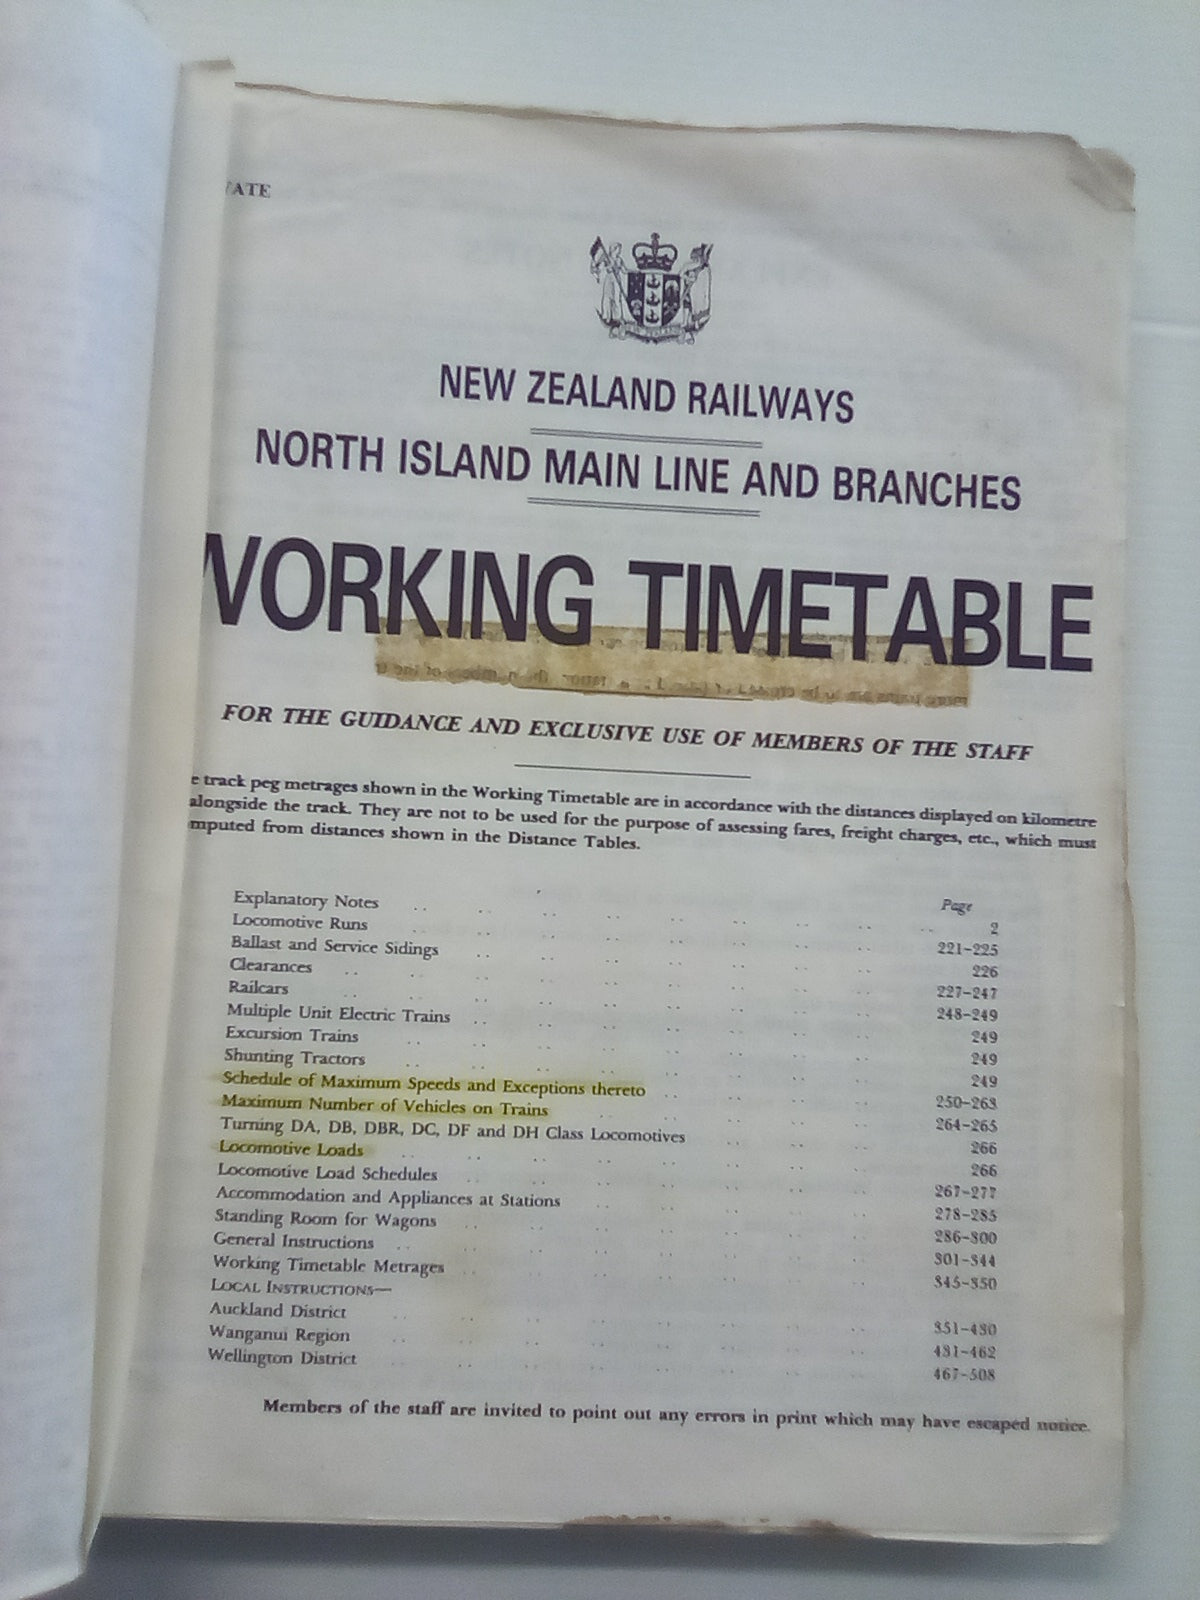 VATE
NEW ZEALAND
NEW ZEALAND RAILWAYS
NORTH ISLAND MAIN LINE AND BRANCHES
WORKING TIMETABLE
FOR THE GUIDANCE AND EXCLUSIVE USE OF MEMBERS OF THE STAFF
e track peg metrages shown in the Working Timetable are in accordance with the distances displayed on kilometre
alongside the track. They are not to be used for the purpose of assessing fares, freight charges, etc., which must
mputed from distances shown in the Distance Tables.
Page
Explanatory Notes .. .. .. .. .. .. .. .. 2
Locomotive Runs .. .. .. .. .. .. .. 221-225
Ballast and Service Sidings .. .. .. .. .. .. .. 226
Clearances .. .. .. .. .. .. .. .. 227-247
Railcars .. .. .. .. .. .. .. .. 248-249
Multiple Unit Electric Trains .. .. .. .. .. .. .. 249
Excursion Trains .. .. .. .. .. .. .. 249
Shunting Tractors .. .. .. .. .. .. .. 249
Schedule of Maximum Speeds and Exceptions thereto .. .. .. .. 250-263
Maximum Number of Vehicles on Trains .. .. .. .. .. 264-265
Turning DA, DB, DBR, DC, DF and DH Class Locomotives .. .. .. 266
Locomotive Loads .. .. .. .. .. .. .. 266
Locomotive Load Schedules .. .. .. .. .. .. .. 267-277
Accommodation and Appliances at Stations .. .. .. .. .. 278-285
Standing Room for Wagons .. .. .. .. .. .. .. 286-300
General Instructions .. .. .. .. .. .. .. 301-344
Working Timetable Metrages .. .. .. .. .. .. 345-350
LOCAL INSTRUCTIONS—
Auckland District .. .. .. .. .. .. .. 351-430
Wanganui Region .. .. .. .. .. .. .. 431-462
Wellington District .. .. .. .. .. .. .. 467-508
Members of the staff are invited to point out any errors in print which may have escaped notice.